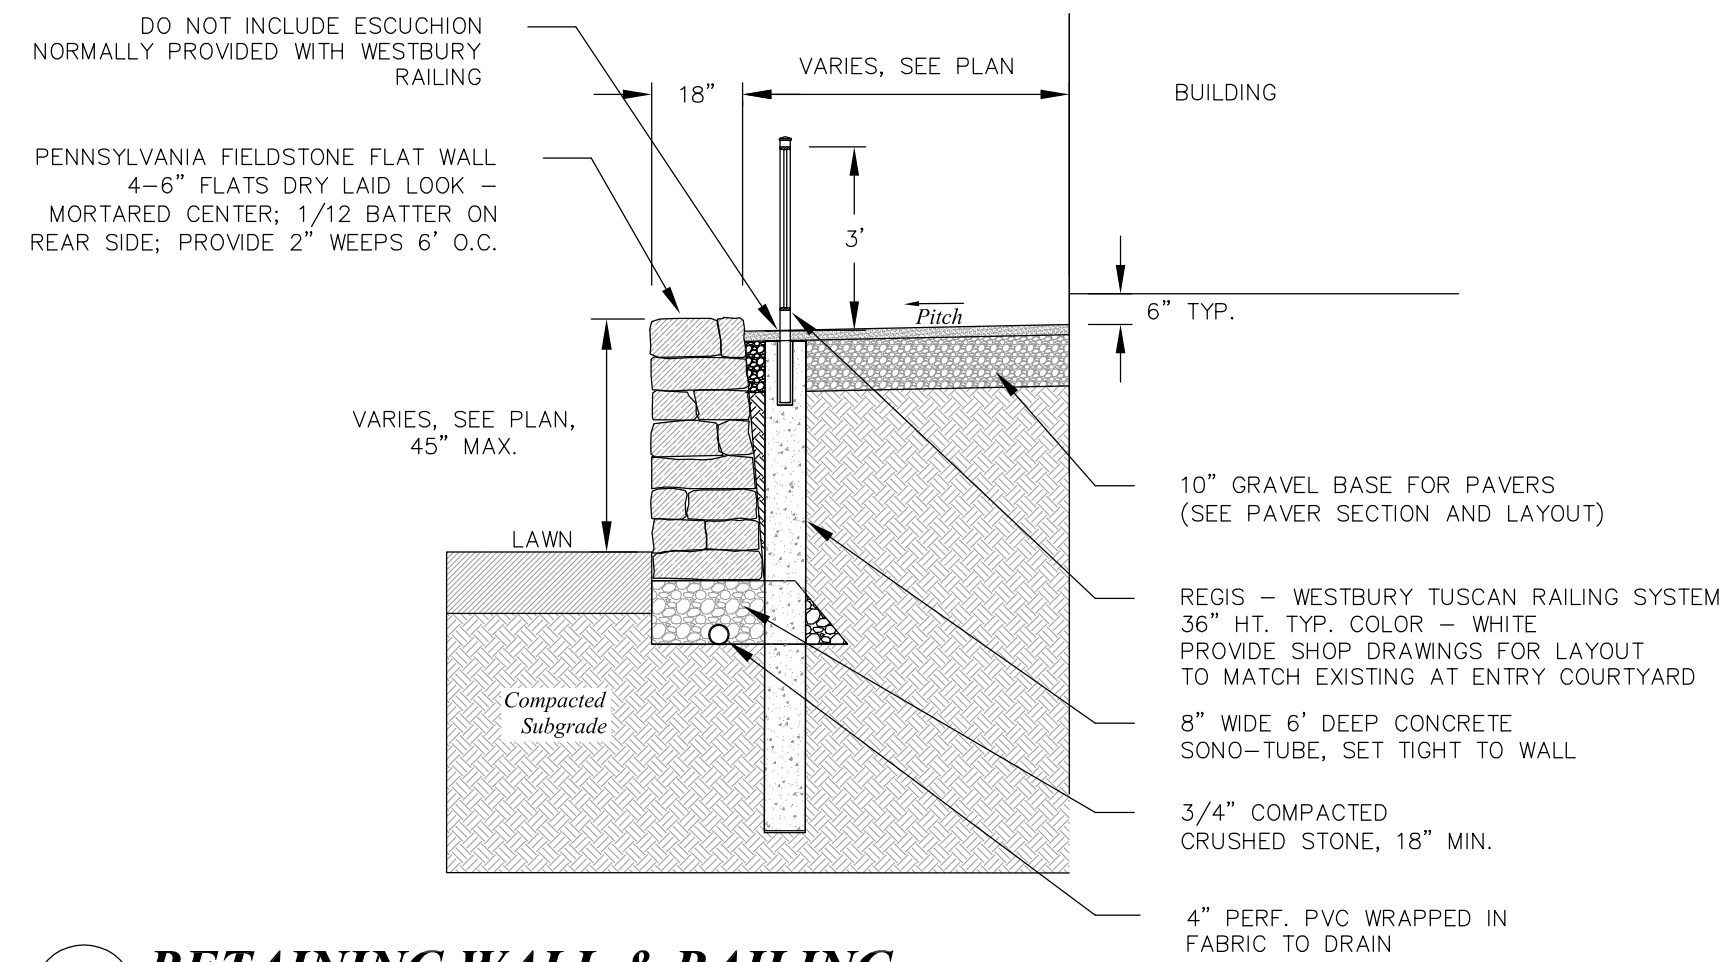 DO NOT INCLUDE ESCUCHION
NORMALLY PROVIDED WITH WESTBURY
RAILING
VARIES, SEE PLAN
18"
BUILDING
PENNSYLVANIA FIELDSTONE FLAT WALL
4-6" FLATS DRY LAID LOOK -
MORTARED CENTER; 1/12 BATTER ON
REAR SIDE; PROVIDE 2" WEEPS 6' O.C.
3'
Pitch
6" TYP.
VARIES, SEE PLAN,
45" MAX.
LAWN
10" GRAVEL BASE FOR PAVERS
(SEE PAVER SECTION AND LAYOUT)
REGIS - WESTBURY TUSCAN RAILING SYSTEM
36" HT. TYP. COLOR - WHITE
PROVIDE SHOP DRAWINGS FOR LAYOUT
TO MATCH EXISTING AT ENTRY COURTYARD
Compacted
Subgrade
8" WIDE 6' DEEP CONCRETE
SONO-TUBE, SET TIGHT TO WALL
3/4" COMPACTED
CRUSHED STONE, 18" MIN.
4" PERF. PVC WRAPPED IN
FABRIC TO DRAIN
RETAINING WALL & RAILING